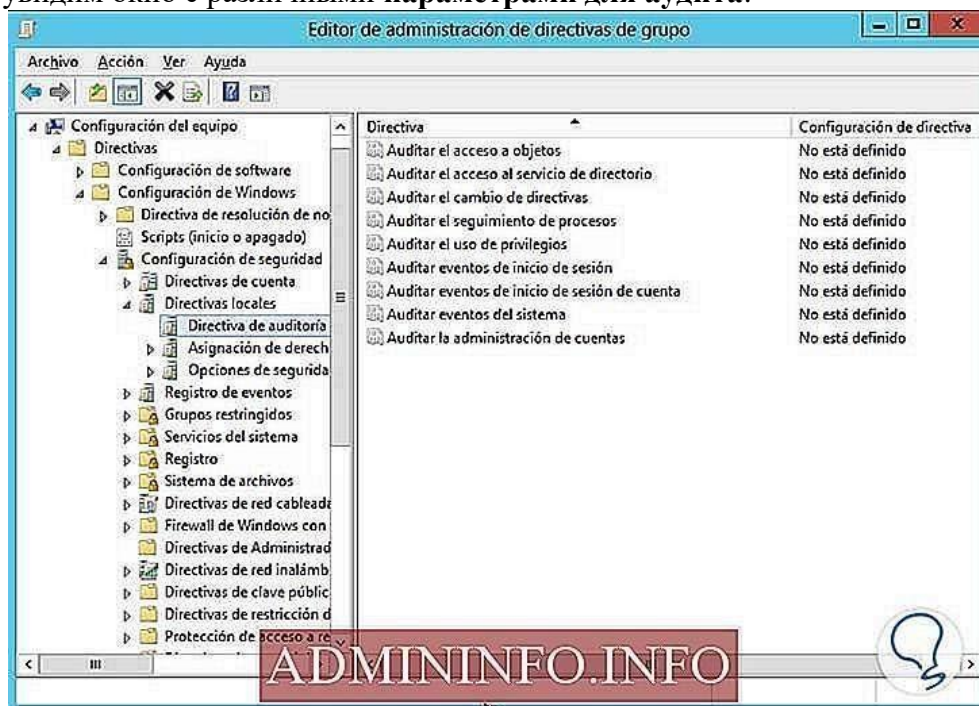 увидим окно с различными параметрами для аудита:
Editor de administración de directivas de grupo
Archivo Acción Ver Ayuda
Configuración del equipo
Directivas
Configuración de software
Configuración de Windows
Directiva de resolución de no
Scripts (inicio o apagado)
Configuración de seguridad
Directivas de cuenta
Directivas locales
Directiva de auditoría
Asignación de derech
Opciones de segurida
Registro de eventos
Grupos restringidos
Servicios del sistema
Registro
Sistema de archivos
Directivas de red cableada
Firewall de Windows con
Directivas de Administrad
Directivas de red inalámb
Directivas de clave públic
Directivas de restricción d
Protección de acceso a re
Directiva Configuración de directiva
Auditar el acceso a objetos No está definido
Auditar el acceso al servicio de directorio No está definido
Auditar el cambio de directivas No está definido
Auditar el seguimiento de procesos No está definido
Auditar el uso de privilegios No está definido
Auditar eventos de inicio de sesión No está definido
Auditar eventos de inicio de sesión de cuenta No está definido
Auditar eventos del sistema No está definido
Auditar la administración de cuentas No está definido
ADMININFO.INFO